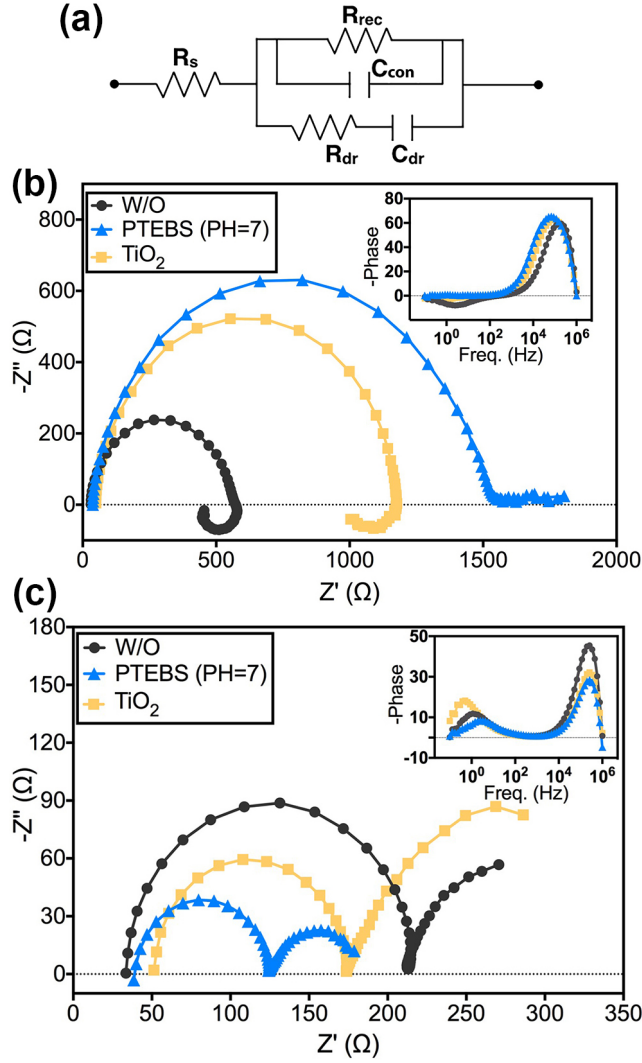 (a)
R_rec
R_s
C_con
R_dr C_dr
(b)
W/O
PTEBS (PH=7)
TiO₂
800
600
400
200
0
-Z" (Ω)
0 500 1000 1500 2000
Z' (Ω)
80
60
40
20
0
-Phase
10⁰ 10² 10⁴ 10⁶
Freq. (Hz)
(c)
W/O
PTEBS (PH=7)
TiO₂
180
150
120
90
60
30
0
-Z" (Ω)
0 50 100 150 200 250 300 350
Z' (Ω)
50
30
10
-10
-Phase
10⁰ 10² 10⁴ 10⁶
Freq. (Hz)